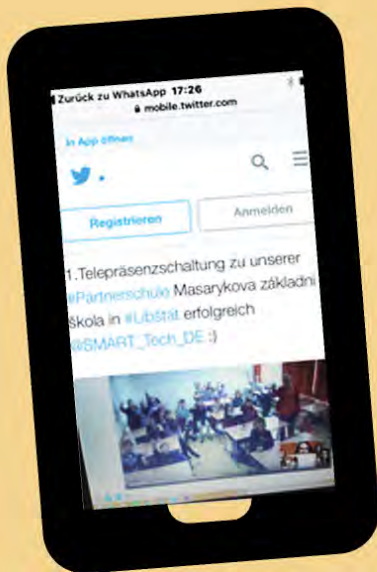 Zurück zu WhatsApp 17:26
mobile.twitter.com
In App öffnen
Registrieren Anmelden
1.Telepräsenzschaltung zu unserer
#Partnerschule Masarykova základní
škola in #Libštát erfolgreich
@SMART_Tech_DE :)